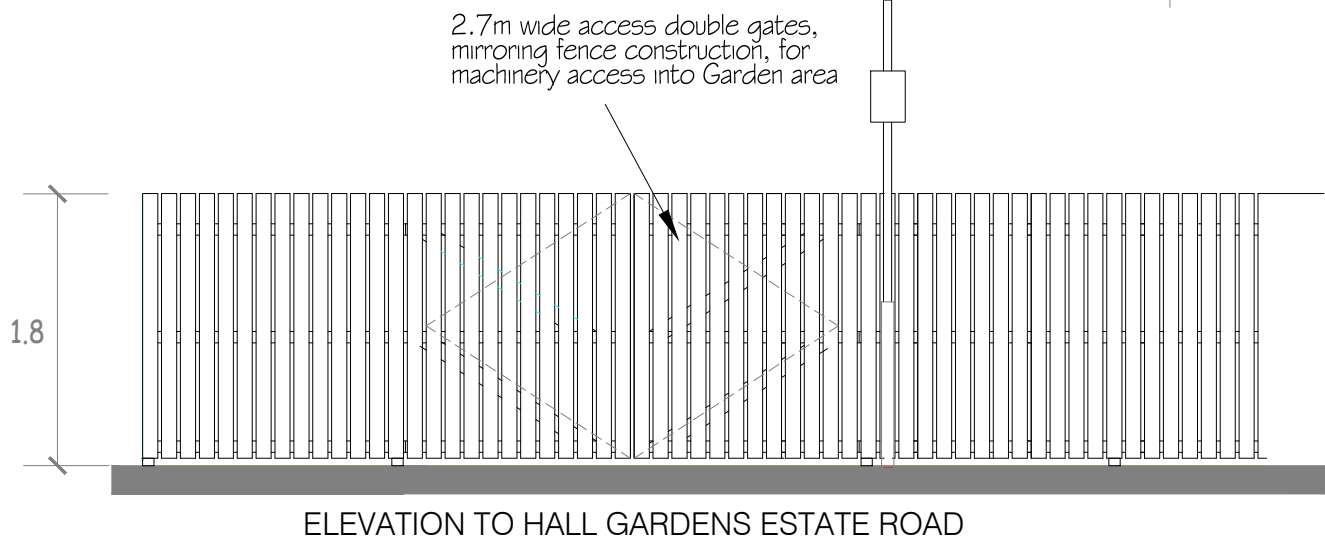 2.7m wide access double gates,
mirroring fence construction, for
machinery access into Garden area
1.8
ELEVATION TO HALL GARDENS ESTATE ROAD